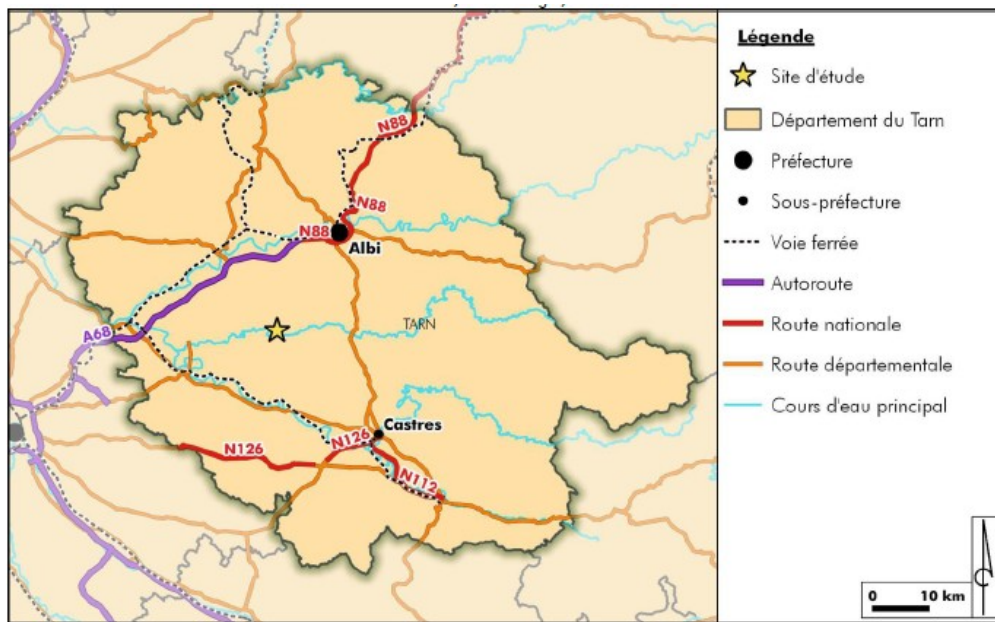 N88
N88
N88
Albi
A68
TARN
Castres
N126
N126
N112
Légende
Site d'étude
Département du Tarn
Préfecture
Sous-préfecture
Voie ferrée
Autoroute
Route nationale
Route départementale
Cours d'eau principal
0 10 km